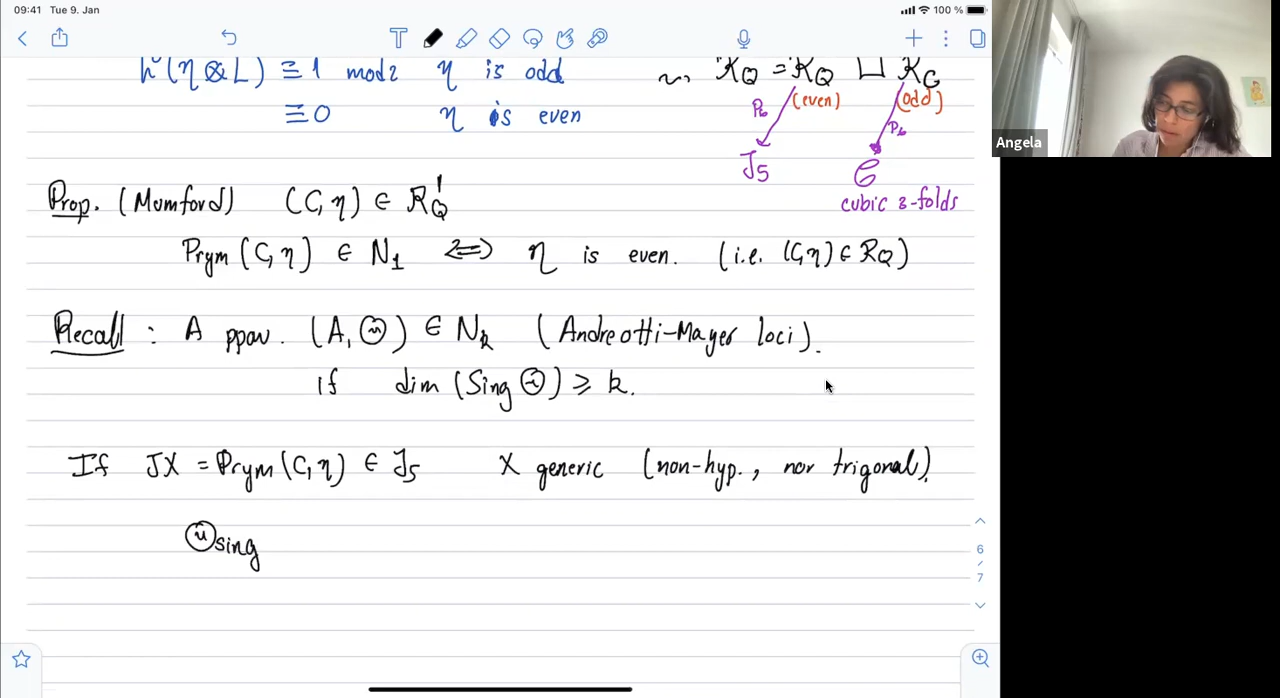 09:41 Tue 9. Jan
100 %
h⁰(η⊗L) ≡ 1 mod 2 η is odd ⇝ R_Q' = R_Q ⊔ R_C
≡ 0 η is even
(even) (odd)
P₆ P₆
J₅ C
cubic 3-folds
Prop. (Mumford) (C,η) ∈ R_Q'
Prym (C,η) ∈ N₁ ⟺ η is even. (i.e. (C,η) ∈ R_Q)
Recall : A ppav. (A, Θ) ∈ N_k (Andreotti-Mayer loci).
If dim (Sing Θ) ≥ k.
If JX = Prym (C,η) ∈ J₅ X generic (non-hyp., nor trigonal).
Θ sing
6
7
Angela